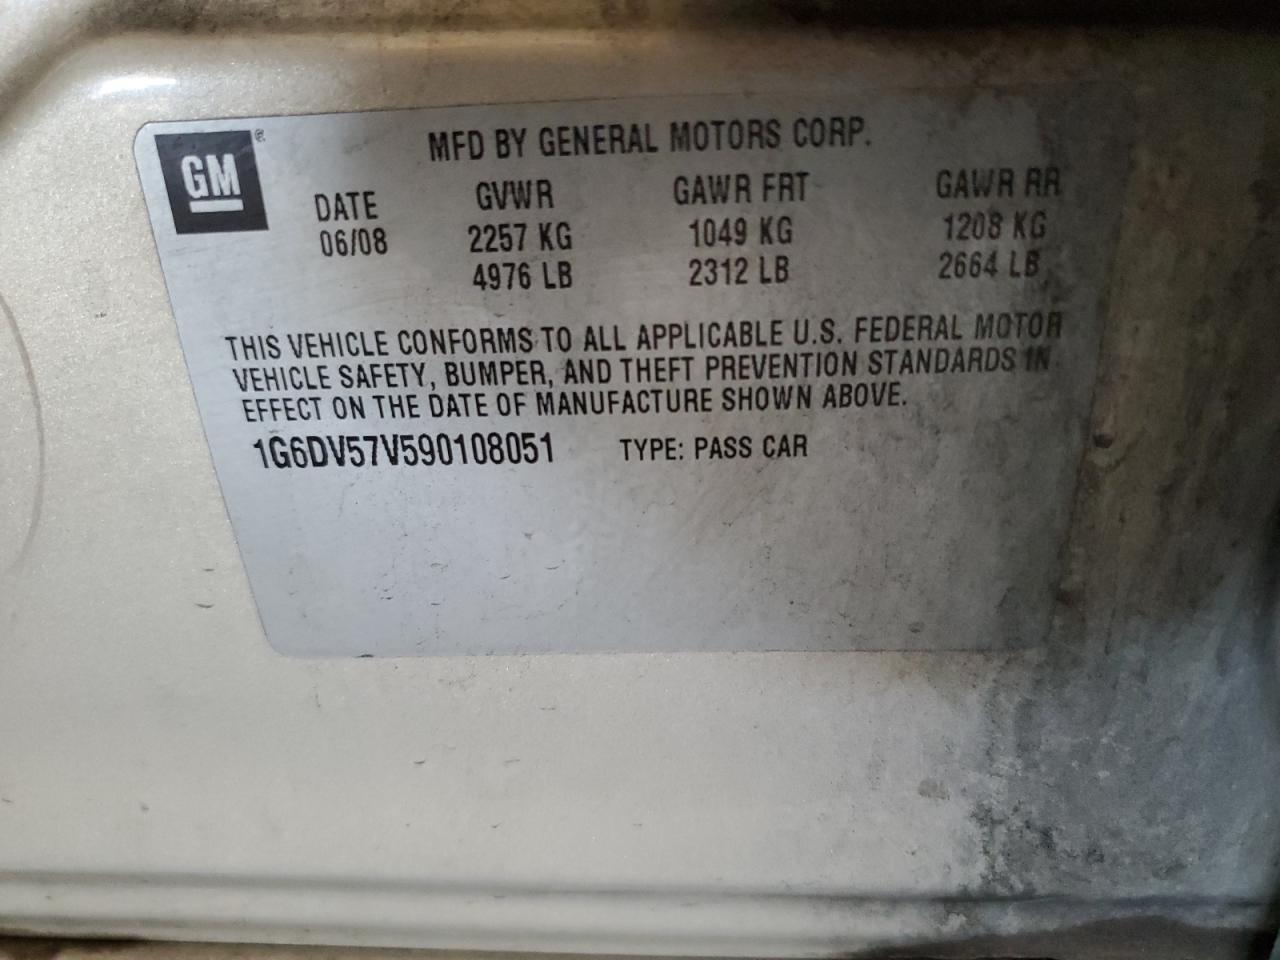 GM®
MFD BY GENERAL MOTORS CORP.
DATE GVWR GAWR FRT GAWR RR
06/08 2257 KG 1049 KG 1208 KG
4976 LB 2312 LB 2664 LB
THIS VEHICLE CONFORMS TO ALL APPLICABLE U.S. FEDERAL MOTOR
VEHICLE SAFETY, BUMPER, AND THEFT PREVENTION STANDARDS IN
EFFECT ON THE DATE OF MANUFACTURE SHOWN ABOVE.
1G6DV57V590108051 TYPE: PASS CAR